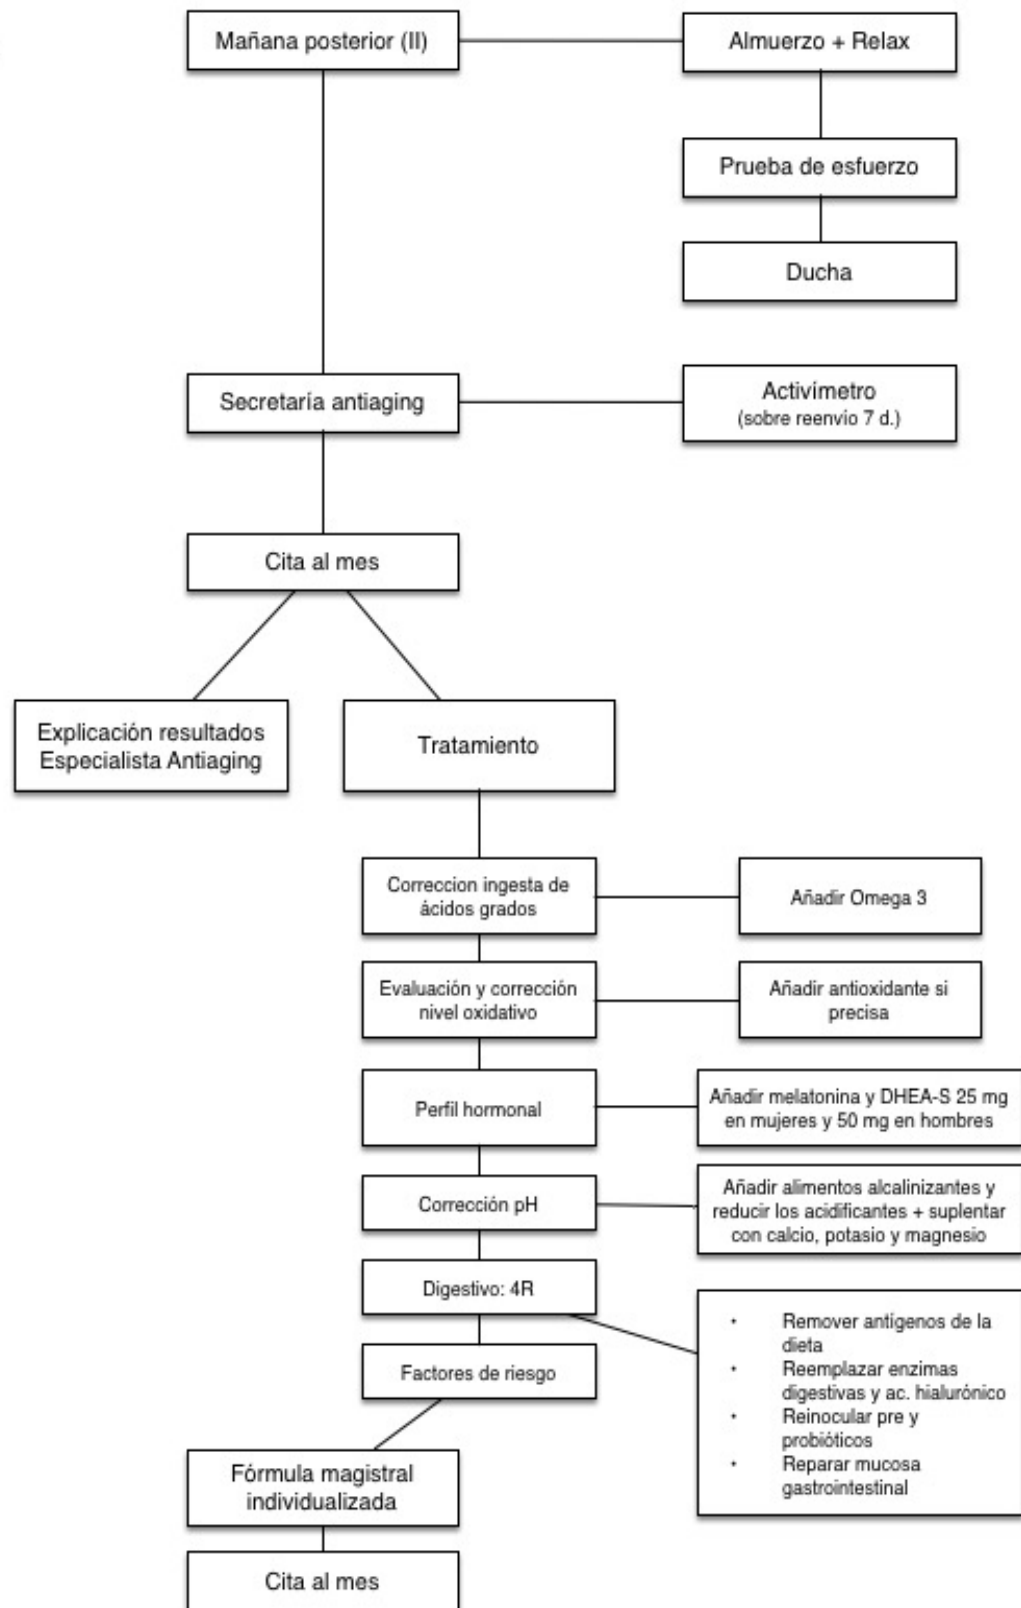 Mañana posterior (II)
Almuerzo + Relax
Prueba de esfuerzo
Ducha
Secretaría antiaging
Activímetro
(sobre reenvio 7 d.)
Cita al mes
Explicación resultados
Especialista Antiaging
Tratamiento
Correccion ingesta de
ácidos grados
Añadir Omega 3
Evaluación y corrección
nivel oxidativo
Añadir antioxidante si
precisa
Perfil hormonal
Añadir melatonina y DHEA-S 25 mg
en mujeres y 50 mg en hombres
Corrección pH
Añadir alimentos alcalinizantes y
reducir los acidificantes + suplentar
con calcio, potasio y magnesio
Digestivo: 4R
• Remover antígenos de la
dieta
• Reemplazar enzimas
digestivas y ac. hialurónico
• Reinocular pre y
probióticos
• Reparar mucosa
gastrointestinal
Factores de riesgo
Fórmula magistral
individualizada
Cita al mes